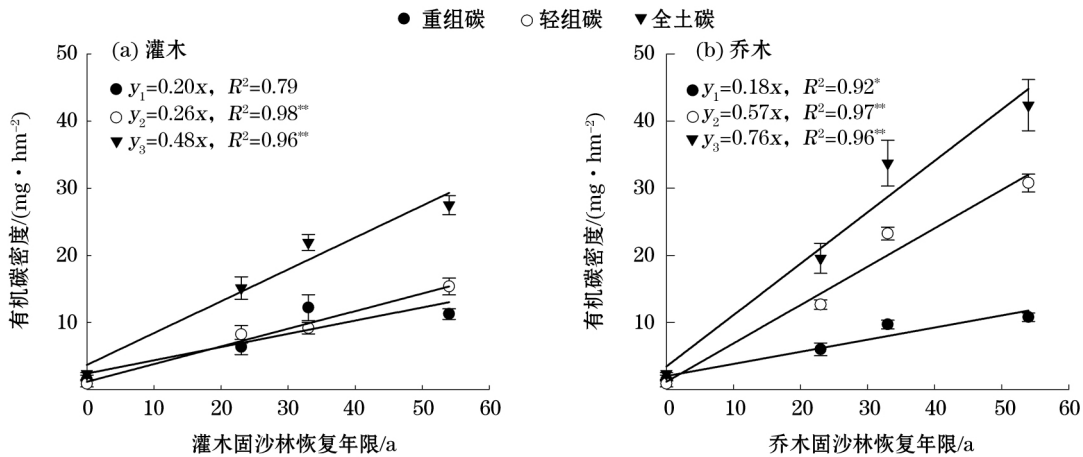 重组碳 轻组碳 全土碳
(a) 灌木
y₁=0.20x，R²=0.79
y₂=0.26x，R²=0.98**
y₃=0.48x，R²=0.96**
有机碳密度/(mg·hm⁻²)
50
40
30
20
10
0 10 20 30 40 50 60
灌木固沙林恢复年限/a
(b) 乔木
y₁=0.18x，R²=0.92*
y₂=0.57x，R²=0.97**
y₃=0.76x，R²=0.96**
有机碳密度/(mg·hm⁻²)
50
40
30
20
10
0 10 20 30 40 50 60
乔木固沙林恢复年限/a